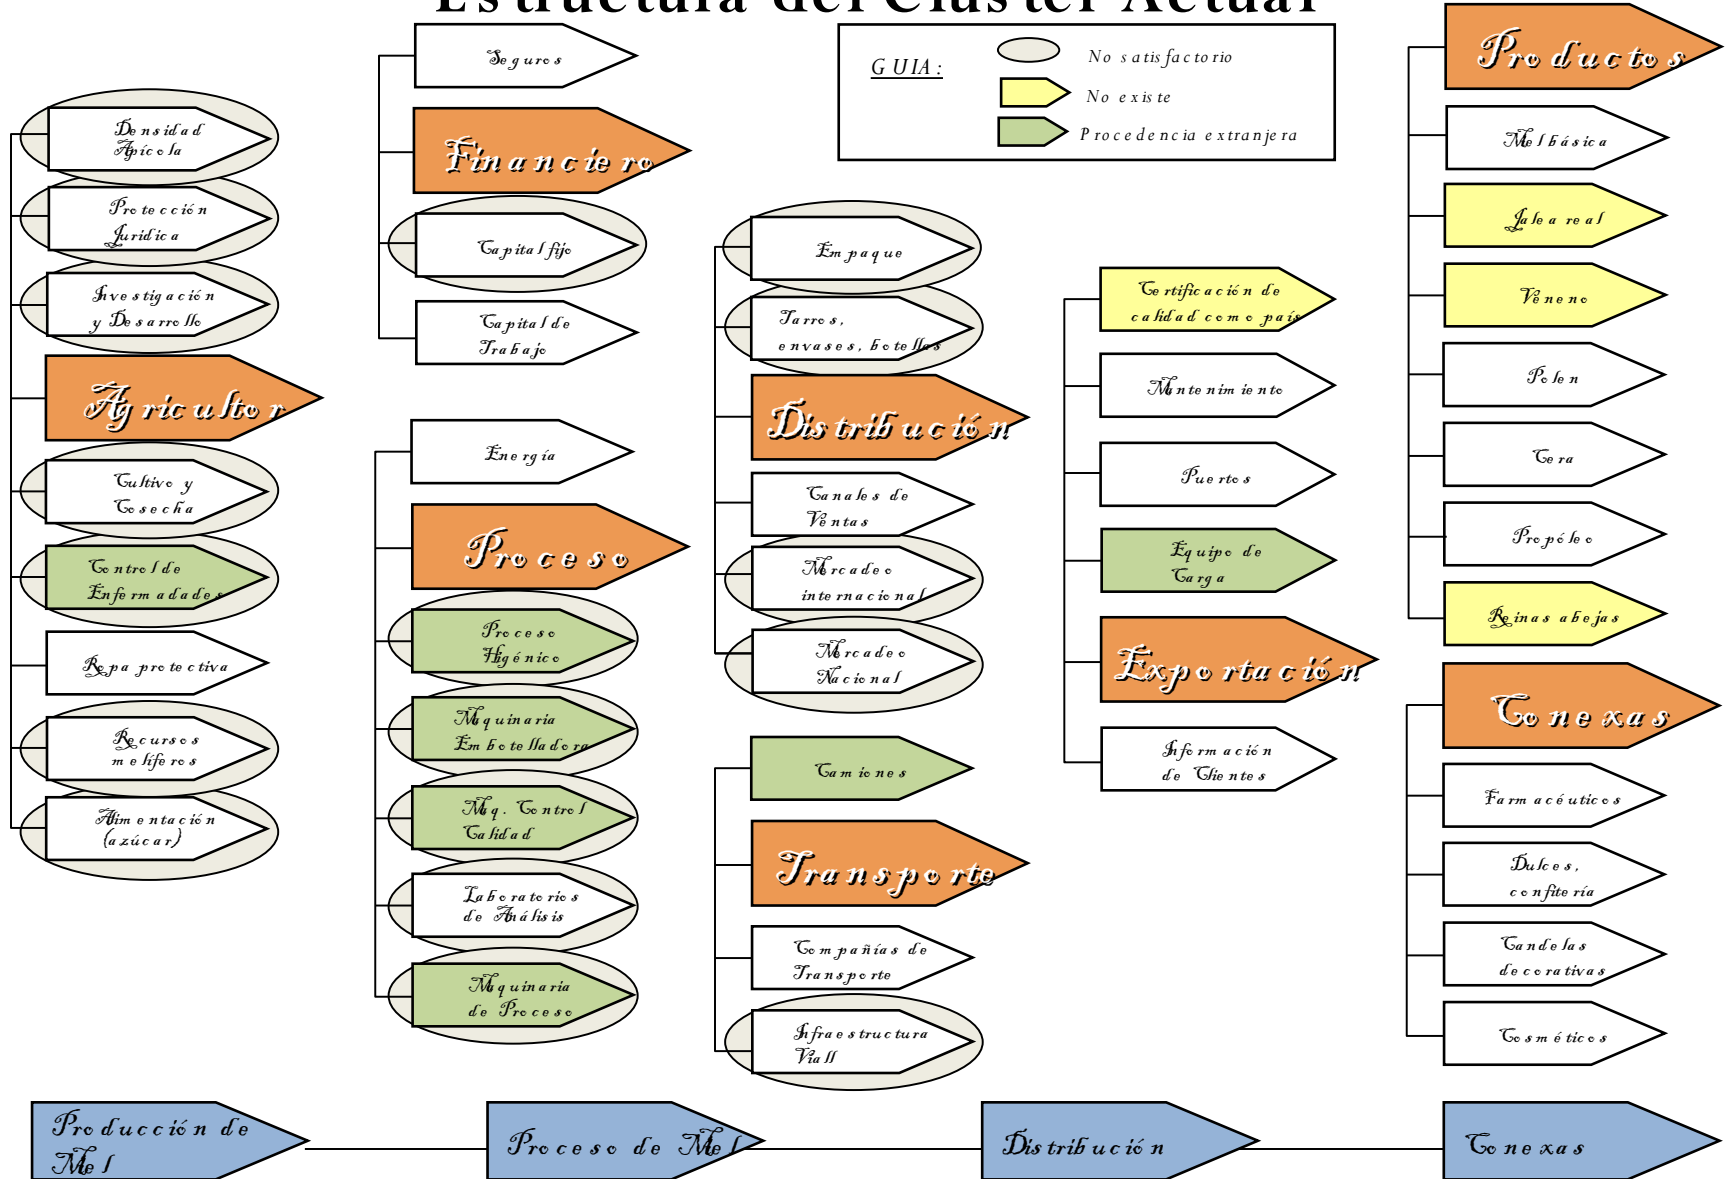 Estructura del Cluster Actual
GUIA:
No satisfactorio
No existe
Procedencia extranjera
Densidad
Apícola
Protección
Juridica
Investigación
y Desarrollo
Agricultor
Cultivo y
Cosecha
Control de
Enfermadades
Ropa protectiva
Recursos
melíferos
Alimentación
(azúcar)
Seguros
Financiero
Capital fijo
Capital de
Trabajo
Energía
Proceso
Proceso
Higénico
Maquinaria
Embotelladora
Maq. Control
Calidad
Laboratorios
de Análisis
Maquinaria
de Proceso
Empaque
Tarros,
envases, botellas
Distribución
Canales de
Ventas
Mercadeo
internacional
Mercadeo
Nacional
Camiones
Transporte
Compañías de
Transporte
Infraestructura
Viall
Certificación de
calidad como país
Mantenimiento
Puertos
Equipo de
Carga
Exportación
Información
de Clientes
Productos
Miel básica
Jalea real
Veneno
Polen
Cera
Propóleo
Reinas abejas
Conexas
Farmacéuticos
Dulces,
confitería
Candelas
decorativas
Cosméticos
Producción de
Miel
Proceso de Miel
Distribución
Conexas